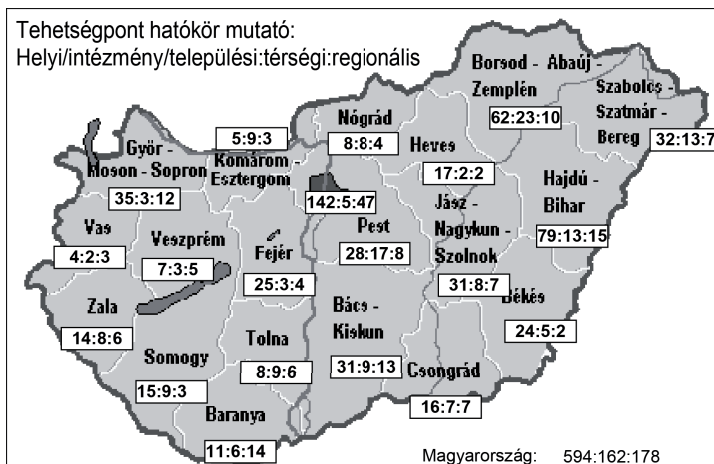 Tehetségpont hatókör mutató:
Helyi/intézmény/települési:térségi:regionális
Borsod - Abaúj -
Zemplén
62:23:10
Szabolcs -
Szatmár -
Bereg
32:13:7
Nógrád
8:8:4
5:9:3
Komárom -
Esztergom
Heves
17:2:2
Győr -
Moson - Sopron
35:3:12
142:5:47
Hajdú -
Bihar
79:13:15
Jász -
Nagykun -
Szolnok
31:8:7
Pest
28:17:8
Vas
4:2:3
Veszprém
7:3:5
Fejér
25:3:4
Békés
24:5:2
Zala
14:8:6
Bács -
Kiskun
31:9:13
Tolna
8:9:6
Somogy
15:9:3
Csongrád
16:7:7
Baranya
11:6:14
Magyarország: 594:162:178